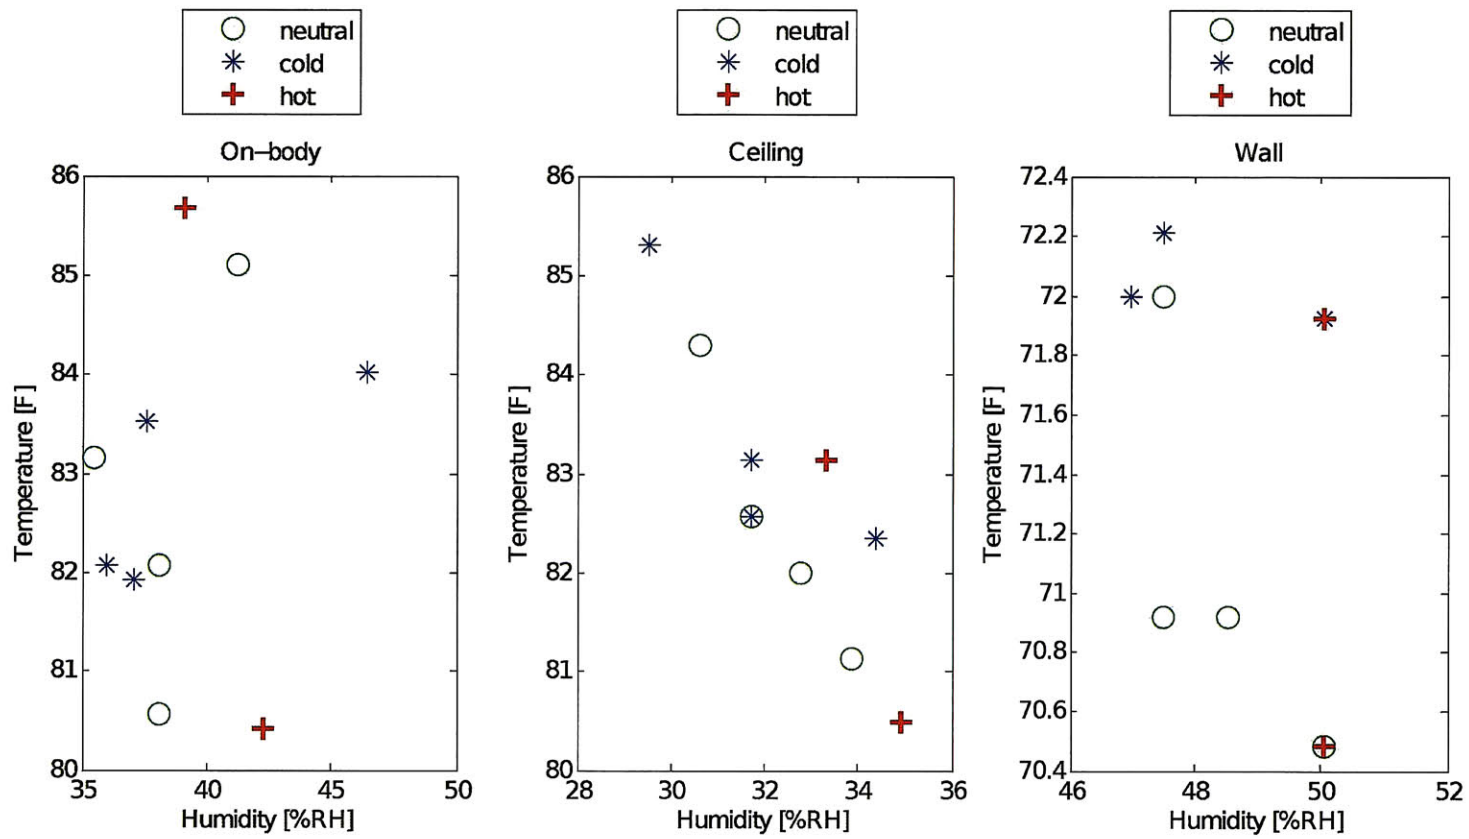 neutral
cold
hot
neutral
cold
hot
neutral
cold
hot
On−body
86
85
84
83
82
81
80
35
40
45
50
Temperature [F]
Humidity [%RH]
Ceiling
86
85
84
83
82
81
80
28
30
32
34
36
Temperature [F]
Humidity [%RH]
Wall
72.4
72.2
72
71.8
71.6
71.4
71.2
71
70.8
70.6
70.4
46
48
50
52
Temperature [F]
Humidity [%RH]